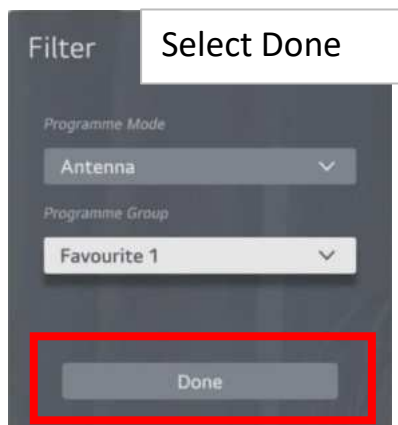 Filter
Select Done
Programme Mode
Antenna
Programme Group
Favourite 1
Done